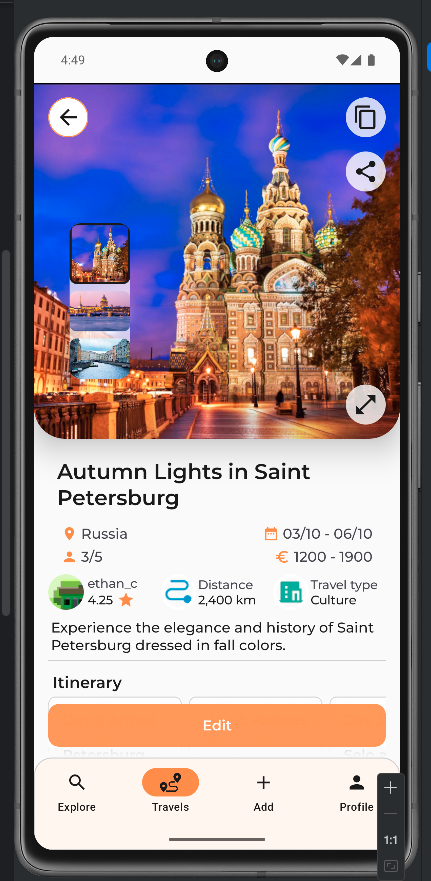 4:49
Autumn Lights in Saint
Petersburg
Russia
03/10 - 06/10
3/5
€ 1200 - 1900
ethan_c
4.25
Distance
2,400 km
Travel type
Culture
Experience the elegance and history of Saint
Petersburg dressed in fall colors.
Itinerary
Edit
Petersburg
Explore
Travels
Add
Profile
1:1